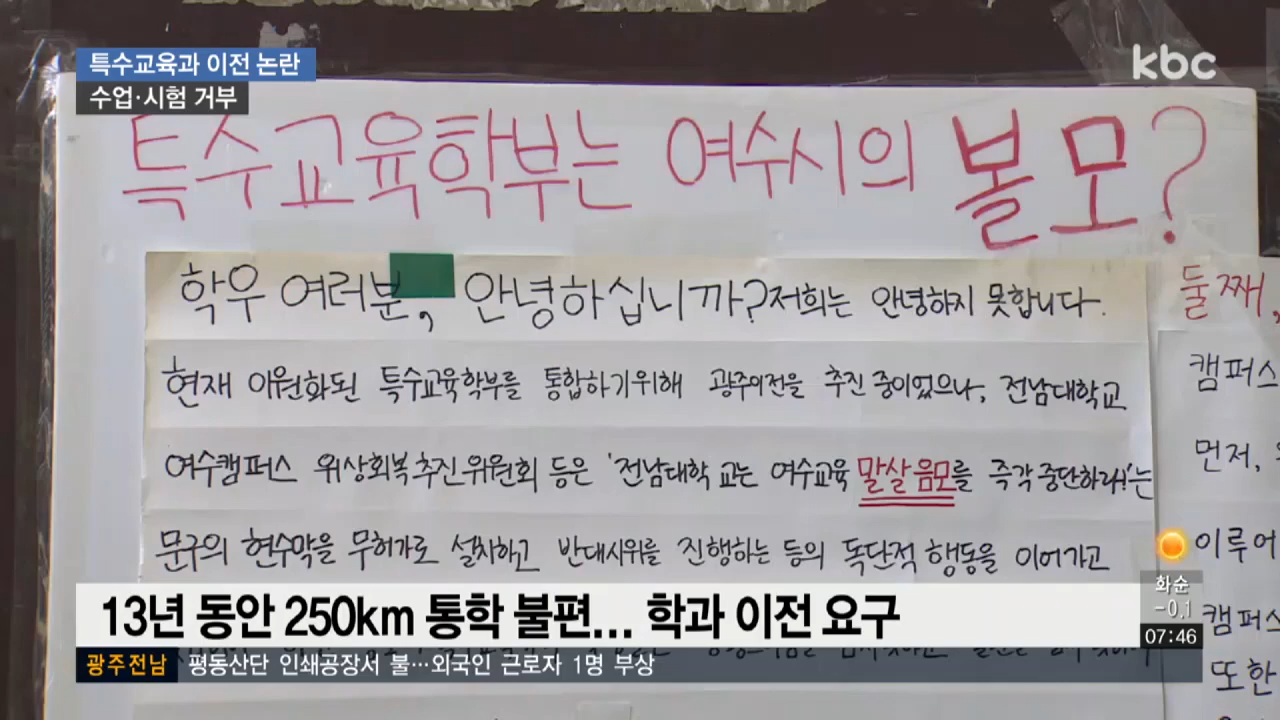 특수교육과 이전 논란
kbc
수업·시험 거부
특수교육학부는 여수시의 볼모?
학우 여러분, 안녕하십니까? 저희는 안녕하지 못합니다.
현재 이원화된 특수교육학부를 통합하기위해 광주이전을 추진 중이었으나, 전남대학교
여수캠퍼스 위상회복추진위원회 등은 '전남대학교는 여수교육 말살음모를 즉각중단하라!'는
문구의 현수막을 무허가로 설치하고 반대시위를 진행하는 등의 독단적 행동을 이어가고
둘째,
캠퍼스
먼저,
이루어
캠퍼스
또한
화순
-0.1
07:46
13년 동안 250km 통학 불편... 학과 이전 요구
광주전남 평동산단 인쇄공장서 불…외국인 근로자 1명 부상